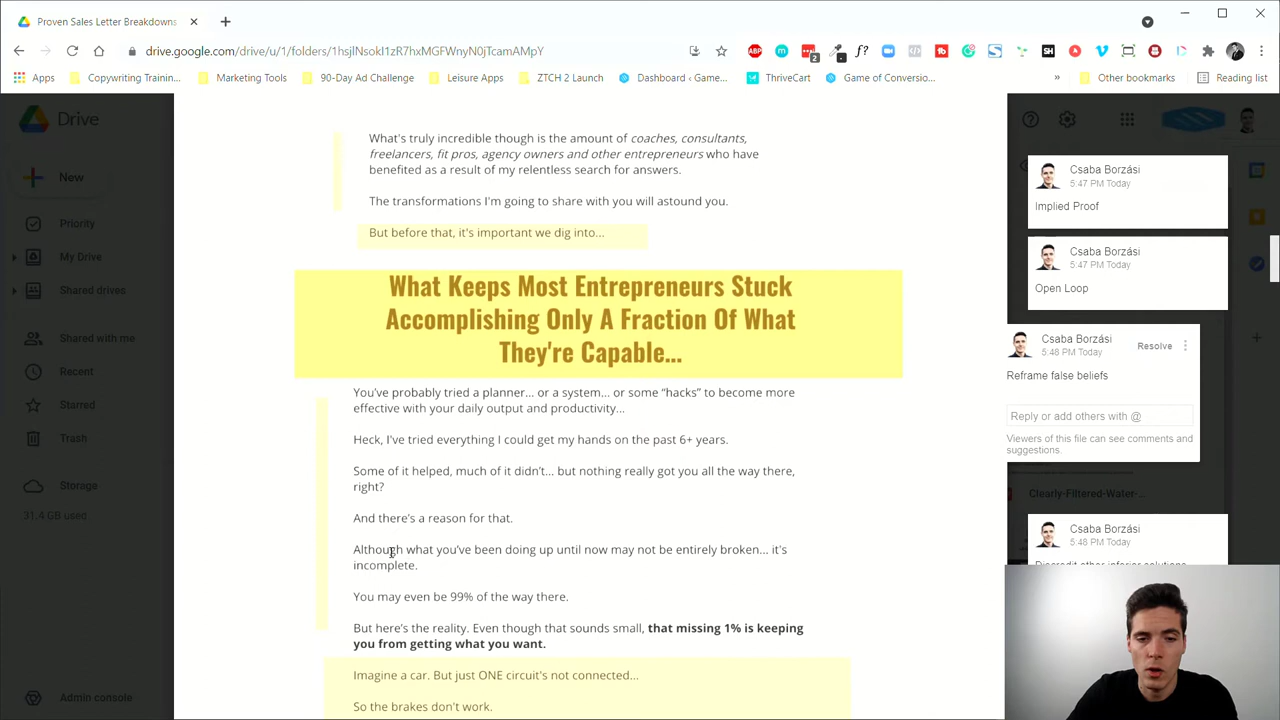 Proven Sales Letter Breakdowns
drive.google.com/drive/u/1/folders/1hsjlNsokI1zR7hxMGFWnyN0jTcamAMpY
Apps
Copywriting Trainin...
Marketing Tools
90-Day Ad Challenge
Leisure Apps
ZTCH 2 Launch
Dashboard ‹ Game...
ThriveCart
Game of Conversio...
»
Other bookmarks
Reading list
Drive
New
Priority
My Drive
Shared drives
Shared with me
Recent
Starred
Trash
Storage
31.4 GB used
Admin console
What's truly incredible though is the amount of coaches, consultants,
freelancers, fit pros, agency owners and other entrepreneurs who have
benefited as a result of my relentless search for answers.
The transformations I'm going to share with you will astound you.
But before that, it's important we dig into...
What Keeps Most Entrepreneurs Stuck
Accomplishing Only A Fraction Of What
They're Capable...
You've probably tried a planner... or a system... or some “hacks” to become more
effective with your daily output and productivity...
Heck, I've tried everything I could get my hands on the past 6+ years.
Some of it helped, much of it didn't... but nothing really got you all the way there,
right?
And there's a reason for that.
Although what you've been doing up until now may not be entirely broken... it's
incomplete.
You may even be 99% of the way there.
But here's the reality. Even though that sounds small, that missing 1% is keeping
you from getting what you want.
Imagine a car. But just ONE circuit's not connected...
So the brakes don't work.
Csaba Borzási
5:47 PM Today
Implied Proof
Csaba Borzási
5:47 PM Today
Open Loop
Csaba Borzási
5:48 PM Today
Resolve
Reframe false beliefs
Reply or add others with @
Viewers of this file can see comments and
suggestions.
Clearly-Filtered-Water-...
Csaba Borzási
5:48 PM Today
Discredit other inferior solutions